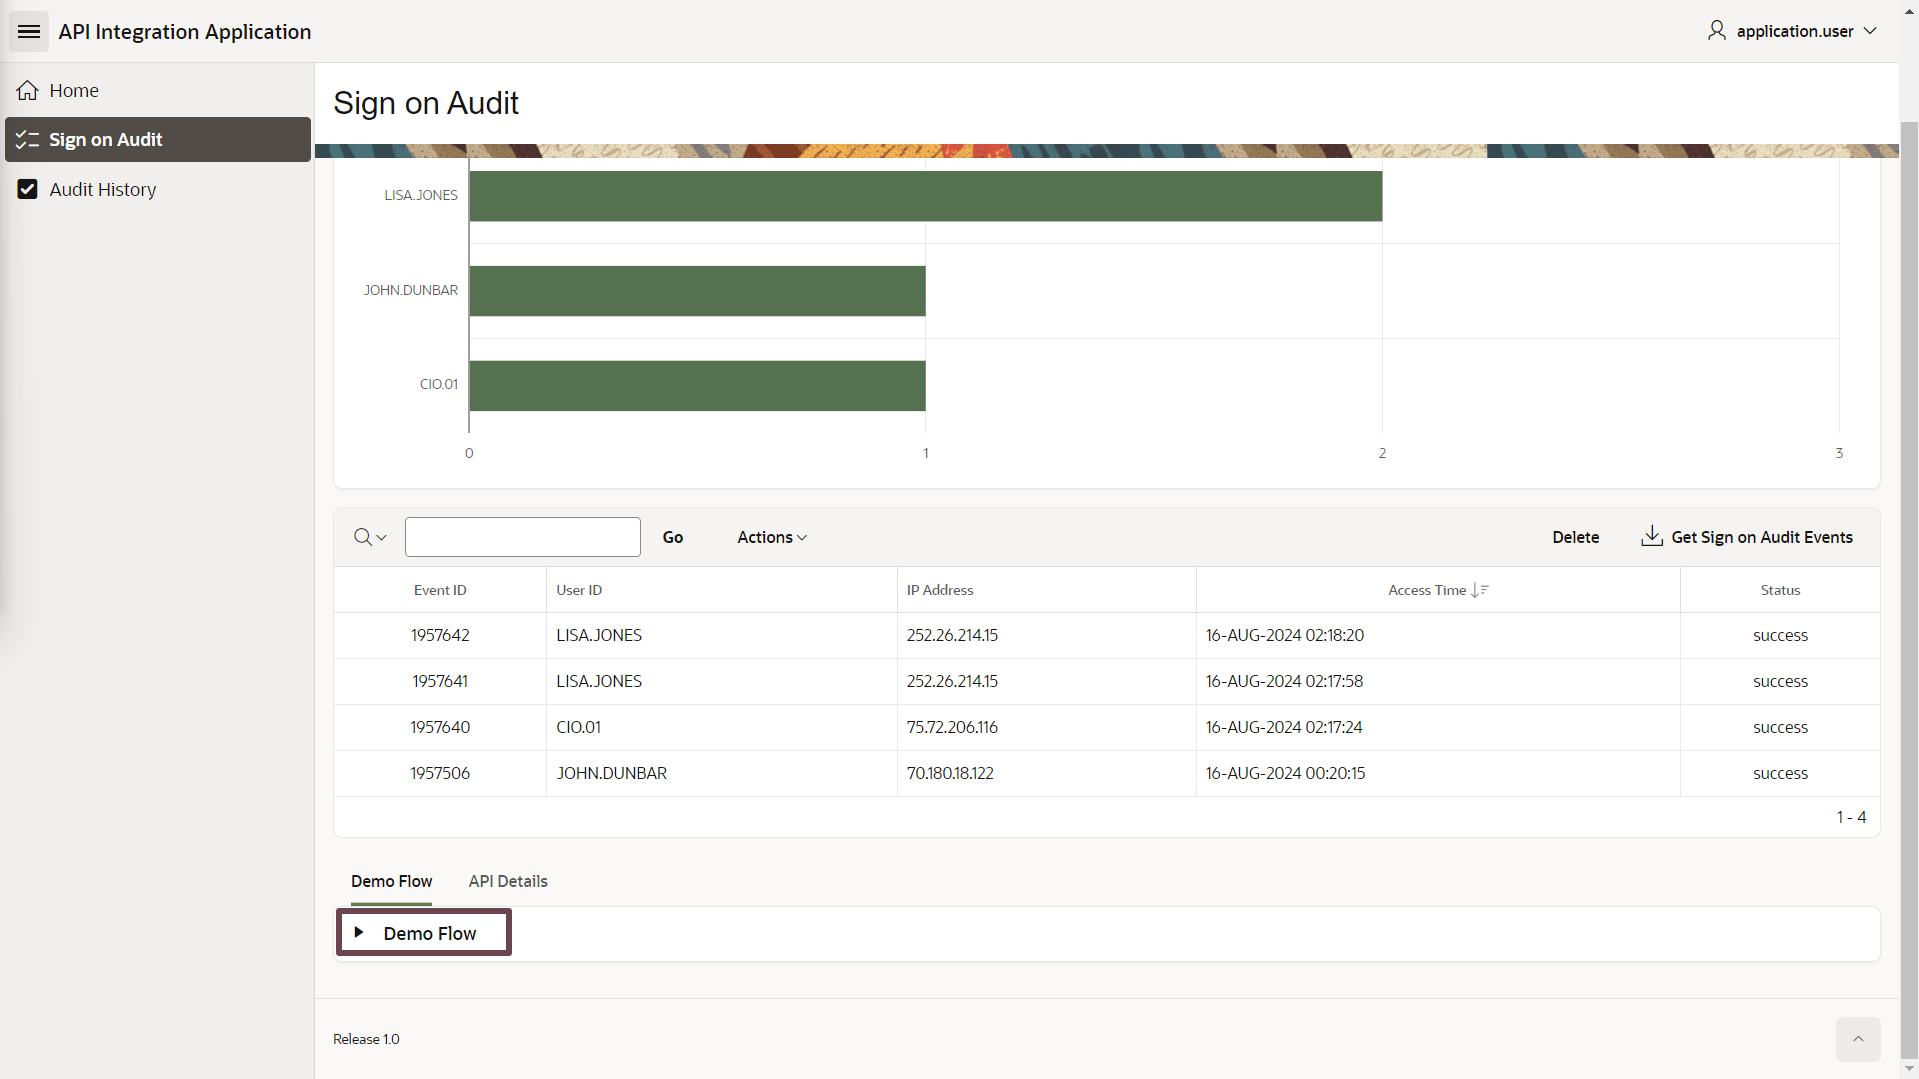 API Integration Application
application.user
Home
Sign on Audit
Audit History
Sign on Audit
LISA.JONES
JOHN.DUNBAR
CIO.01
0 1 2 3
Go Actions Delete Get Sign on Audit Events
Event ID User ID IP Address Access Time Status
1957642 LISA.JONES 252.26.214.15 16-AUG-2024 02:18:20 success
1957641 LISA.JONES 252.26.214.15 16-AUG-2024 02:17:58 success
1957640 CIO.01 75.72.206.116 16-AUG-2024 02:17:24 success
1957506 JOHN.DUNBAR 70.180.18.122 16-AUG-2024 00:20:15 success
1 - 4
Demo Flow API Details
Demo Flow
Release 1.0